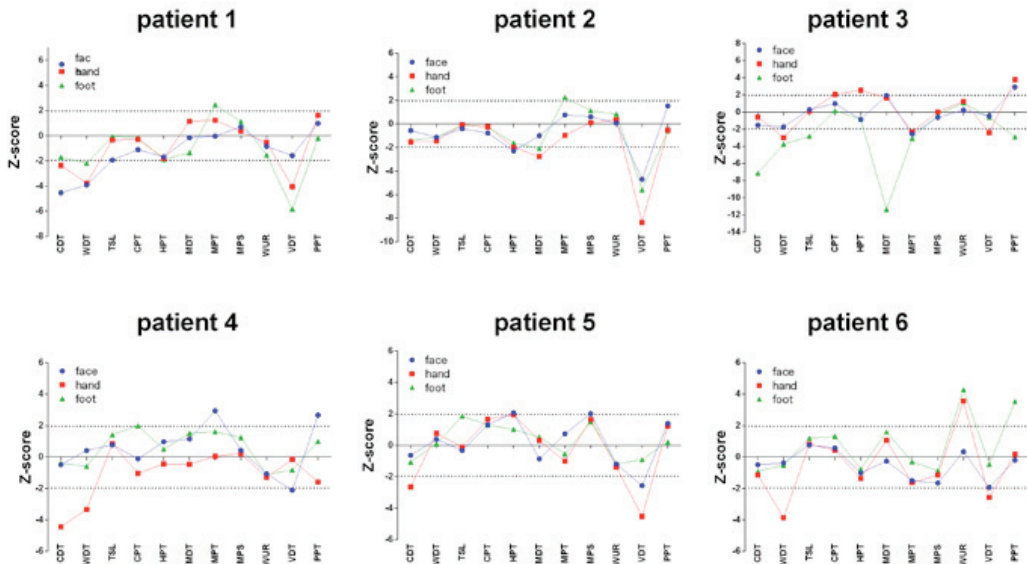 patient 1
Z-score
6
4
2
0
-2
-4
-6
-8
fac
hand
foot
CDT
WDT
TSL
CPT
HPT
MDT
MPT
MPS
WUR
VDT
PPT
patient 2
Z-score
6
4
2
0
-2
-4
-6
-8
-10
face
hand
foot
CDT
WDT
TSL
CPT
HPT
MDT
MPT
MPS
WUR
VDT
PPT
patient 3
Z-score
8
6
4
2
0
-2
-4
-6
-8
-10
-12
-14
face
hand
foot
CDT
WDT
TSL
CPT
HPT
MDT
MPT
MPS
WUR
VDT
PPT
patient 4
Z-score
6
4
2
0
-2
-4
-6
face
hand
foot
CDT
WDT
TSL
CPT
HPT
MDT
MPT
MPS
WUR
VDT
PPT
patient 5
Z-score
6
4
2
0
-2
-4
-6
face
hand
foot
CDT
WDT
TSL
CPT
HPT
MDT
MPT
MPS
WUR
VDT
PPT
patient 6
Z-score
6
4
2
0
-2
-4
-6
face
hand
foot
CDT
WDT
TSL
CPT
HPT
MDT
MPT
MPS
WUR
VDT
PPT